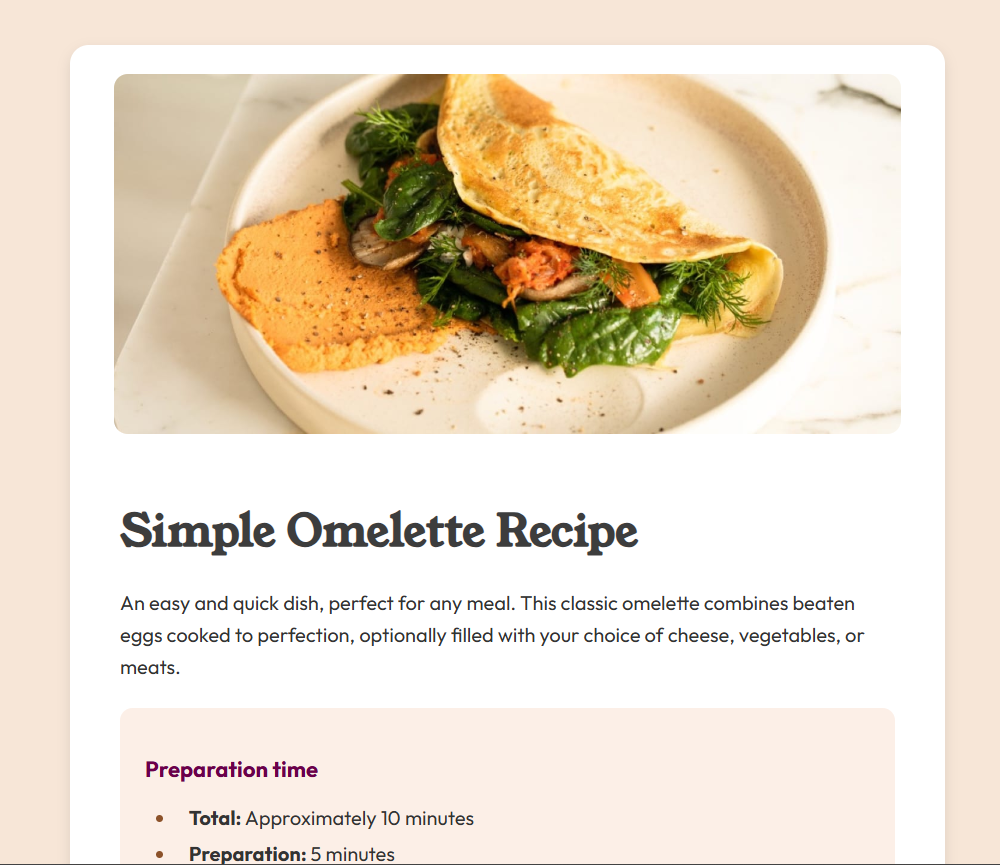 Simple Omelette Recipe
An easy and quick dish, perfect for any meal. This classic omelette combines beaten
eggs cooked to perfection, optionally filled with your choice of cheese, vegetables, or
meats.
Preparation time
Total: Approximately 10 minutes
Preparation: 5 minutes